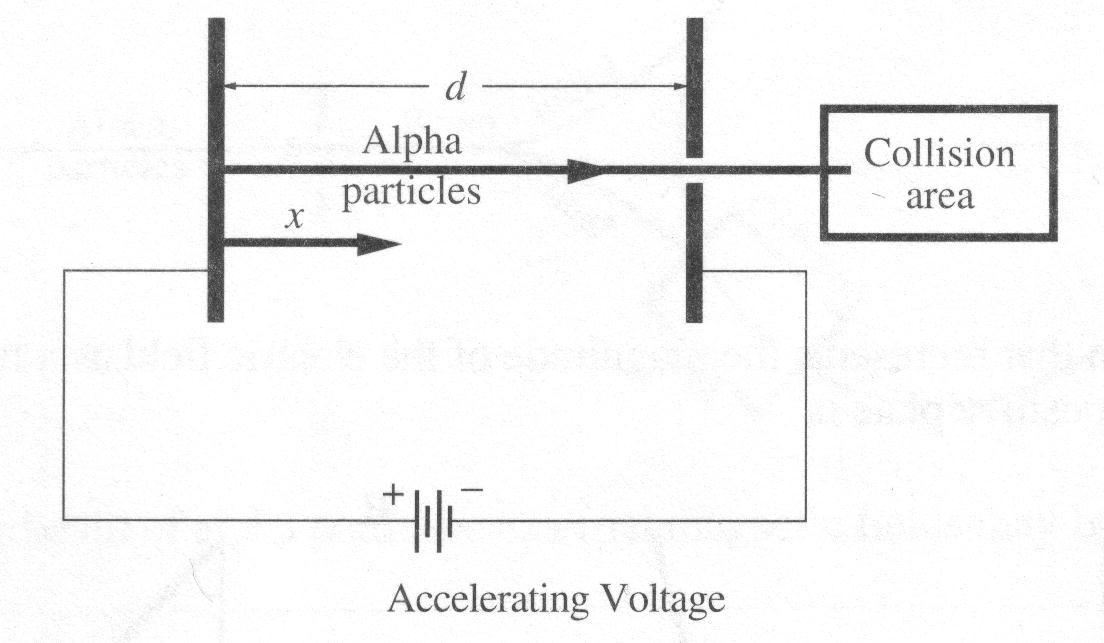 d
Alpha
particles
x
Collision
area
+ −
Accelerating Voltage